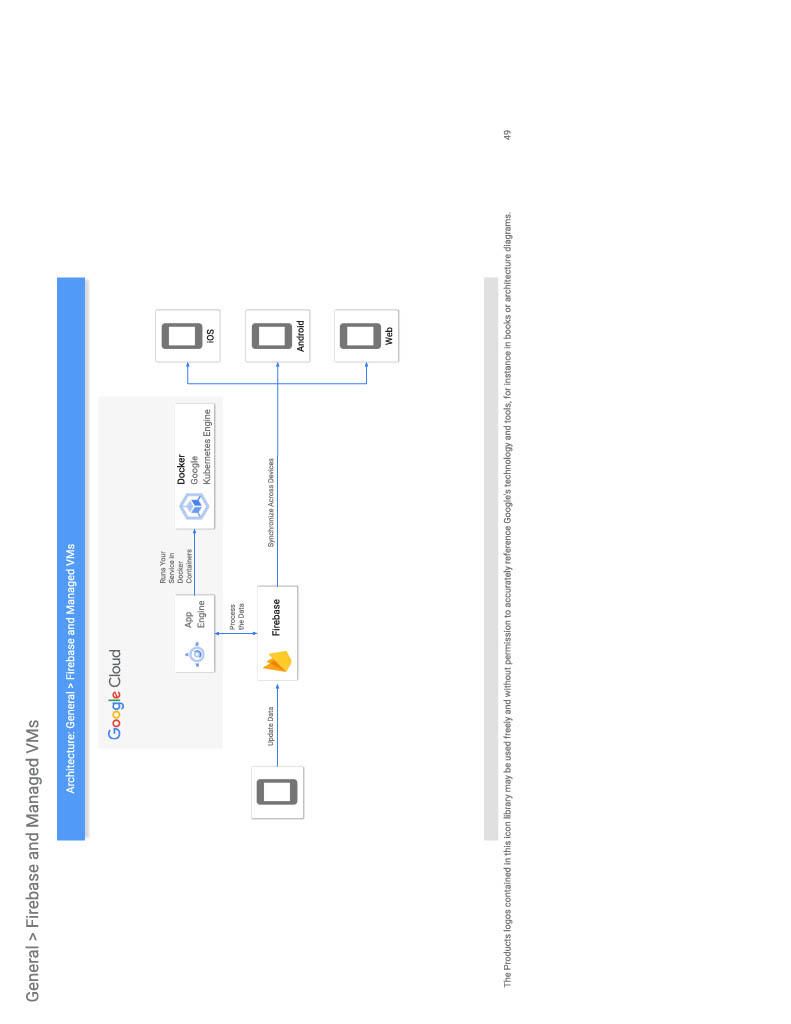 General > Firebase and Managed VMs
Architecture: General > Firebase and Managed VMs
Google Cloud
Runs Your
Service in
Docker
Containers
App
Engine
Docker
Google
Kubernetes Engine
iOS
Process
the Data
Update Data
Firebase
Synchronize Across Devices
Android
Web
The Products logos contained in this icon library may be used freely and without permission to accurately reference Google's technology and tools, for instance in books or architecture diagrams.
49